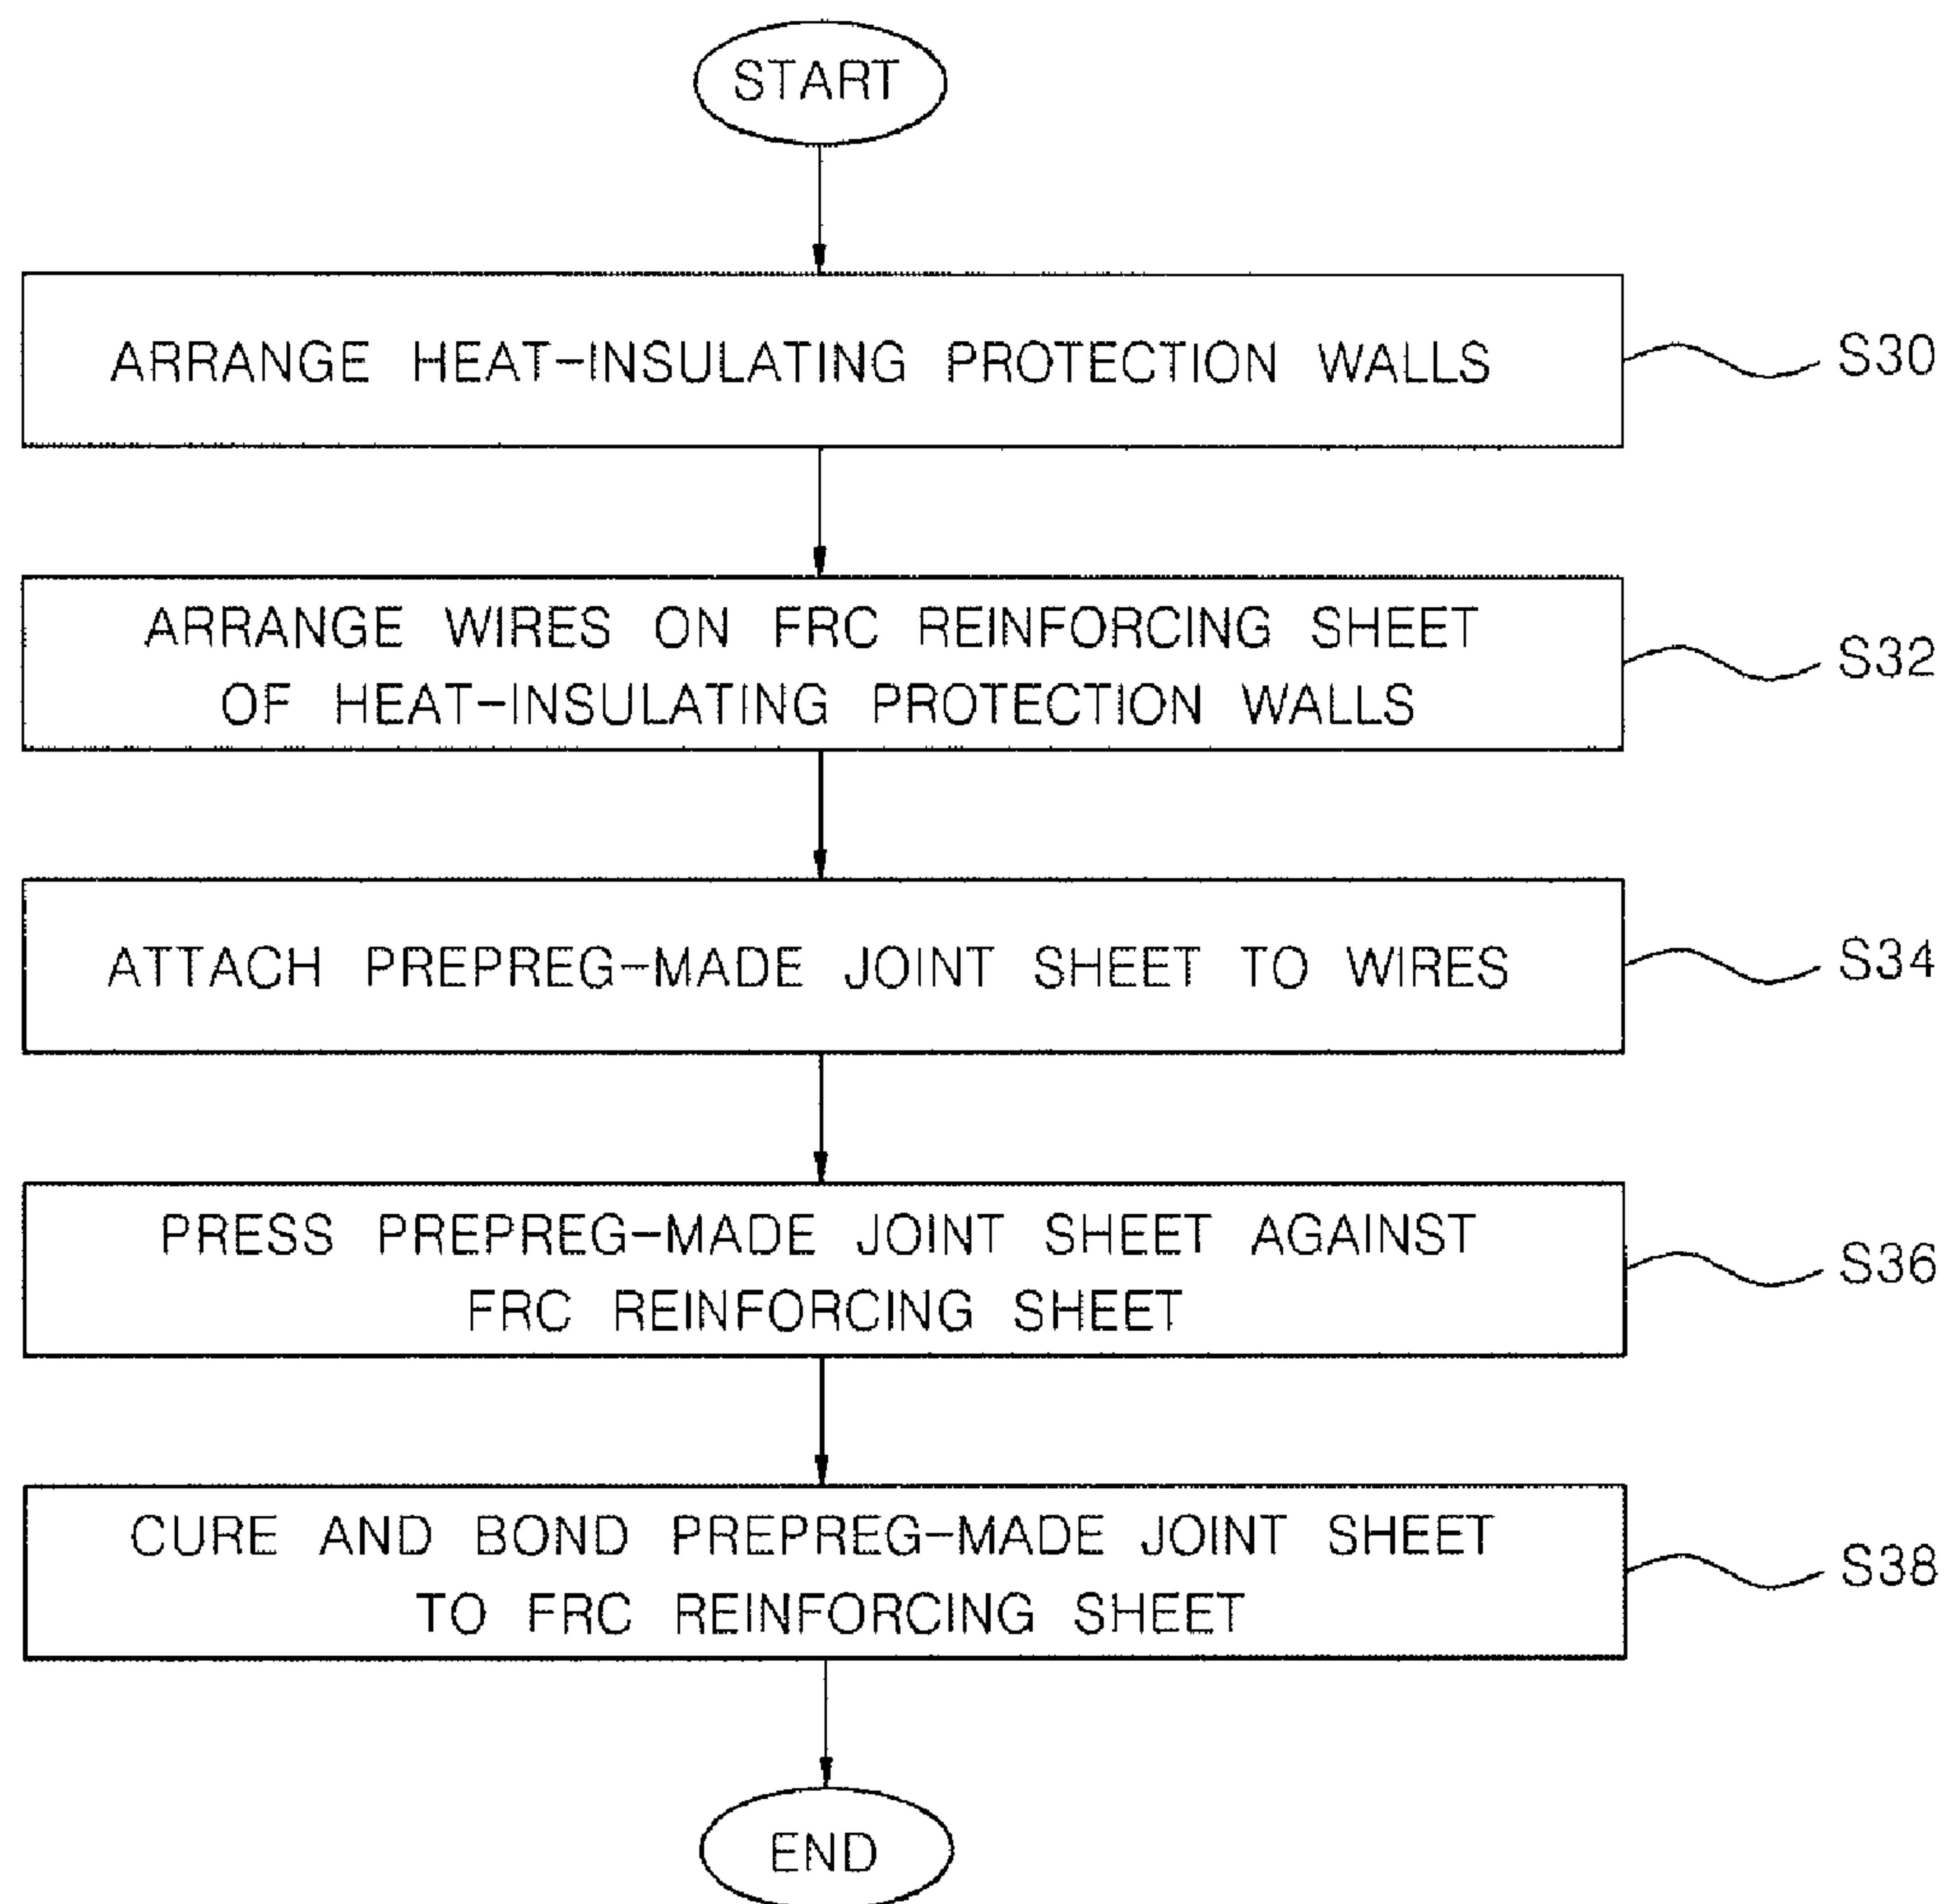 START
ARRANGE HEAT-INSULATING PROTECTION WALLS
S30
ARRANGE WIRES ON FRC REINFORCING SHEET
OF HEAT-INSULATING PROTECTION WALLS
S32
ATTACH PREPREG-MADE JOINT SHEET TO WIRES
S34
PRESS PREPREG-MADE JOINT SHEET AGAINST
FRC REINFORCING SHEET
S36
CURE AND BOND PREPREG-MADE JOINT SHEET
TO FRC REINFORCING SHEET
S38
END